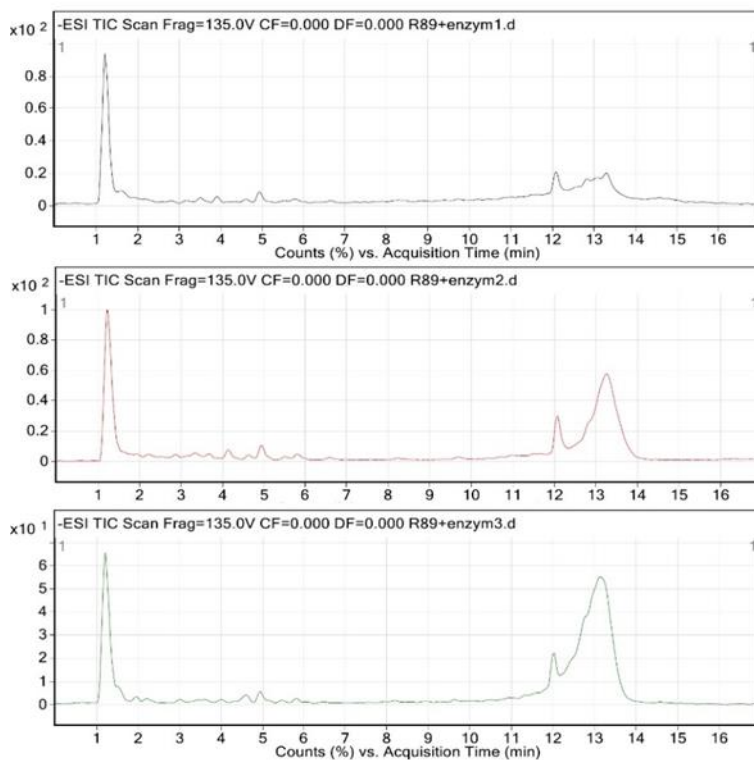 -ESI TIC Scan Frag=135.0V CF=0.000 DF=0.000 R89+enzym1.d
x10 2
1 1
0.8
0.6
0.4
0.2
0
1 2 3 4 5 6 7 8 9 10 11 12 13 14 15 16
Counts (%) vs. Acquisition Time (min)
-ESI TIC Scan Frag=135.0V CF=0.000 DF=0.000 R89+enzym2.d
x10 2
1 1
1
0.8
0.6
0.4
0.2
0
1 2 3 4 5 6 7 8 9 10 11 12 13 14 15 16
Counts (%) vs. Acquisition Time (min)
-ESI TIC Scan Frag=135.0V CF=0.000 DF=0.000 R89+enzym3.d
x10 1
1 1
6
5
4
3
2
1
0
1 2 3 4 5 6 7 8 9 10 11 12 13 14 15 16
Counts (%) vs. Acquisition Time (min)